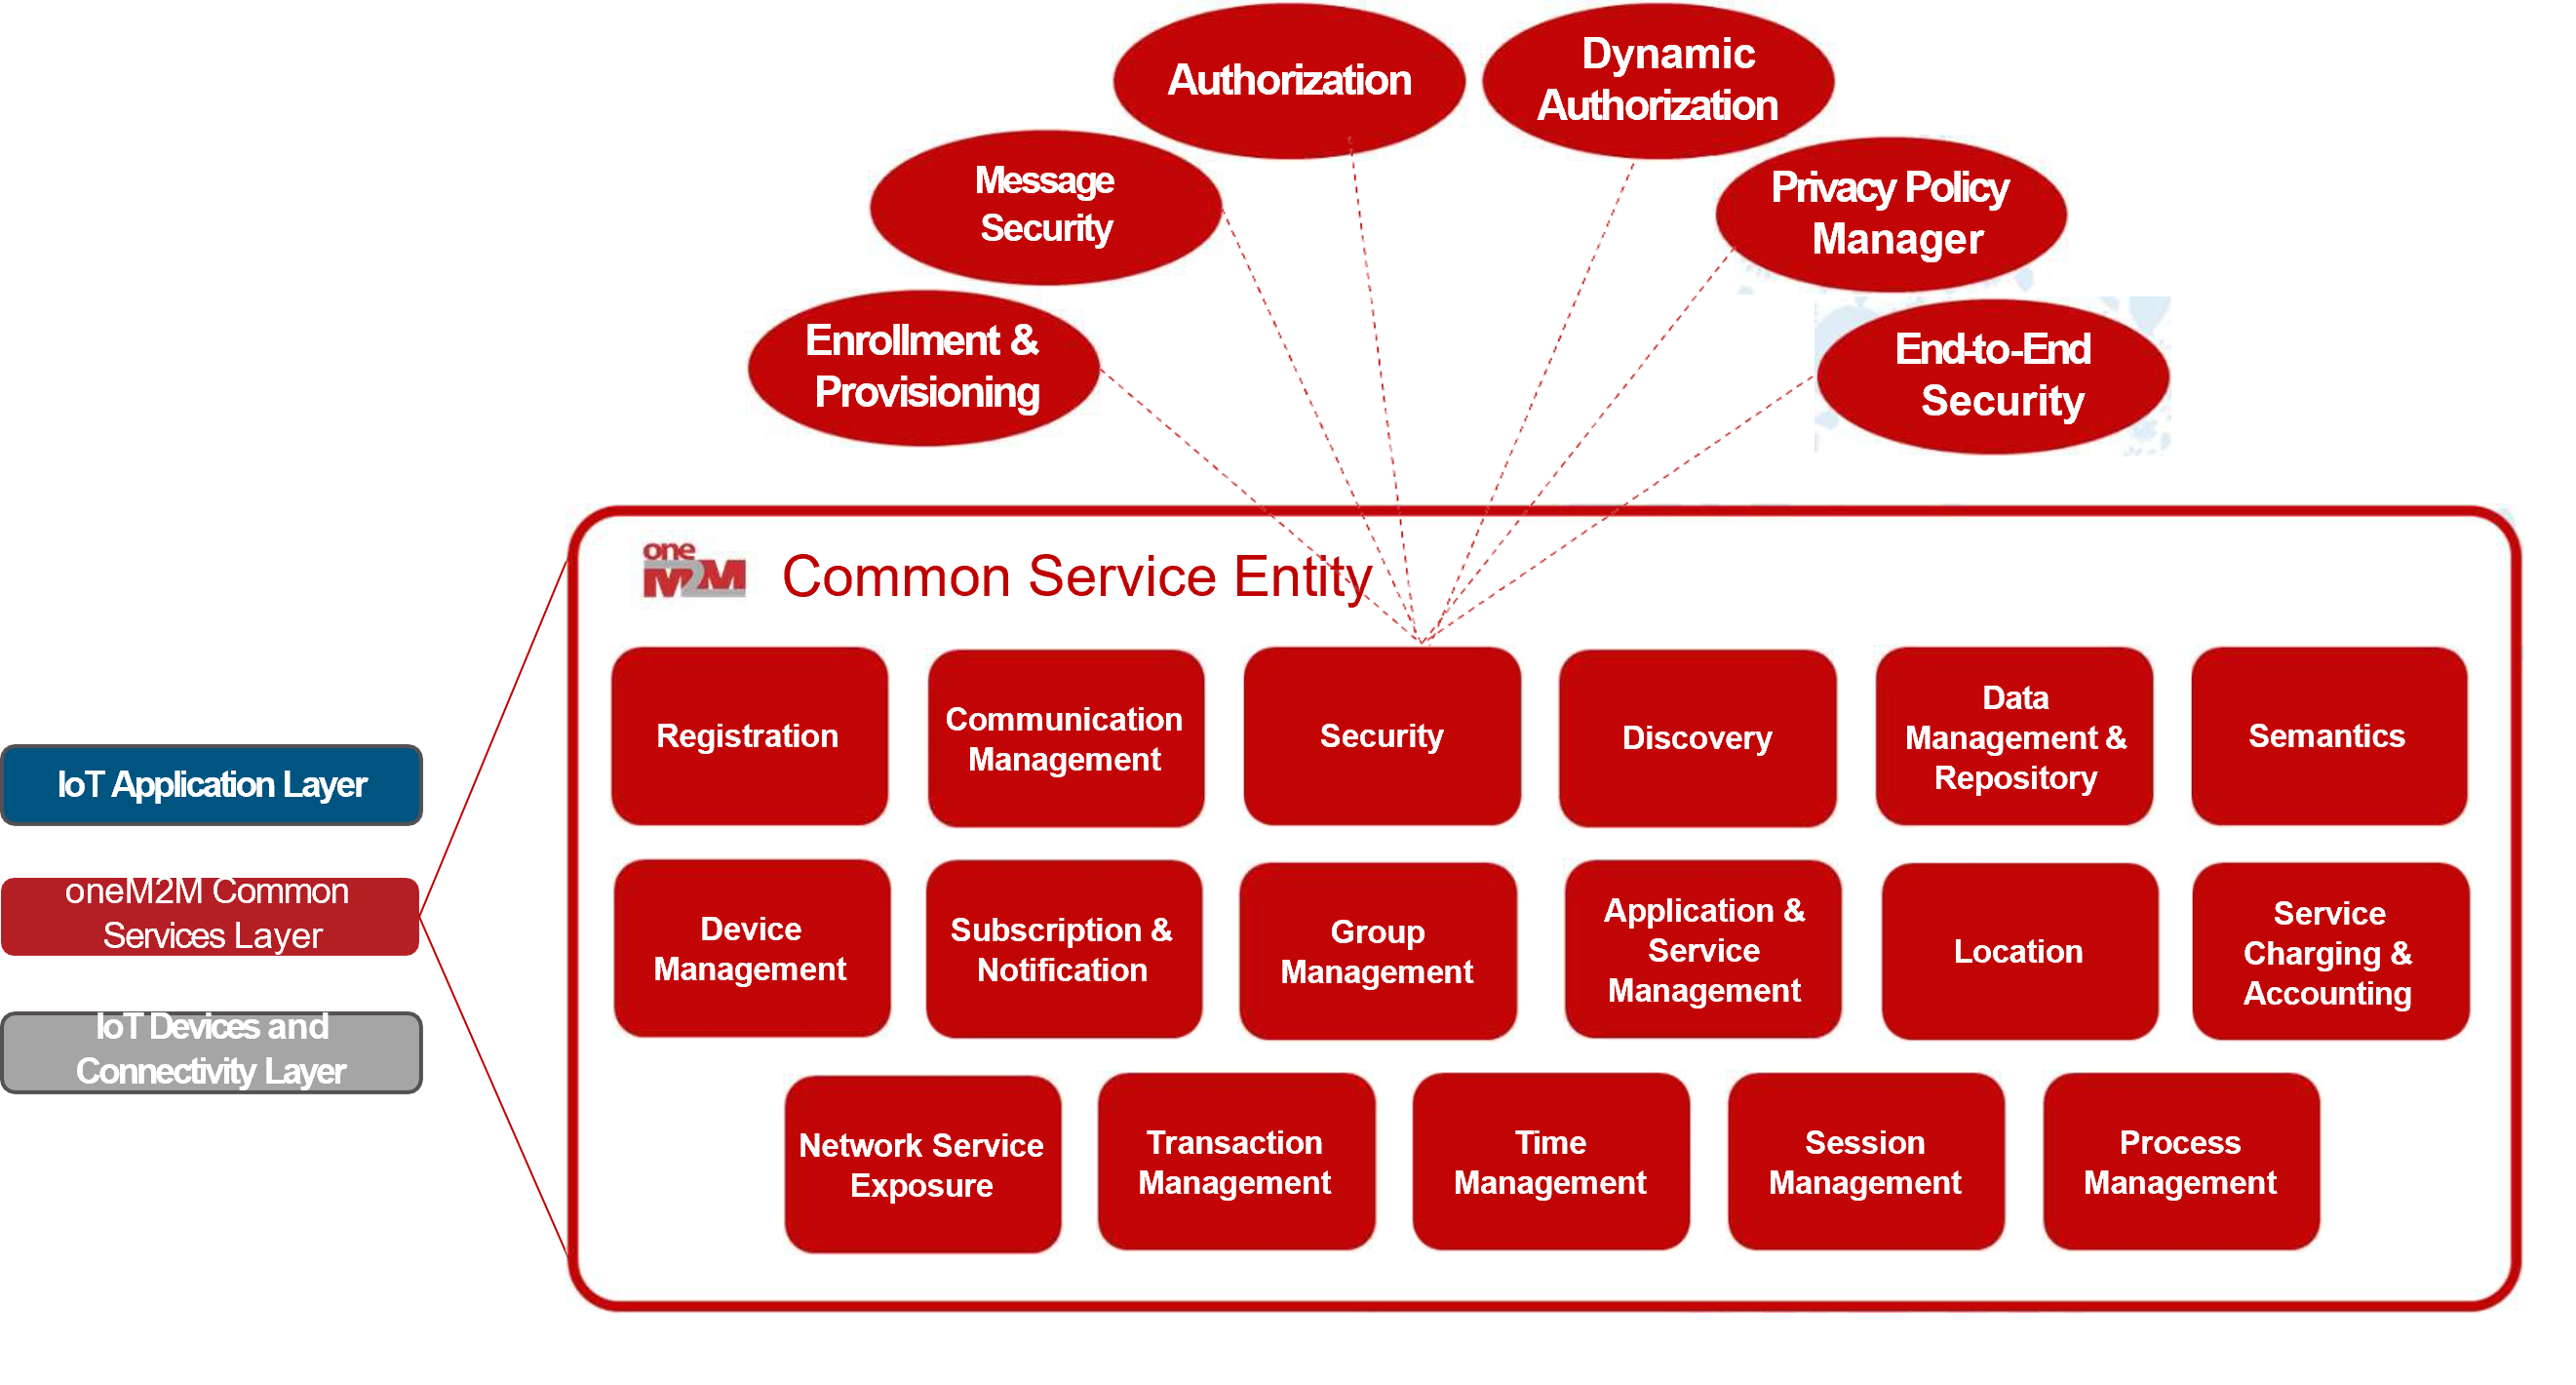 Authorization
Dynamic
Authorization
Message
Security
Privacy Policy
Manager
Enrollment &
Provisioning
End-to-End
Security
one
M2M
Common Service Entity
Registration
Communication
Management
Security
Discovery
Data
Management &
Repository
Semantics
IoT Application Layer
oneM2M Common
Services Layer
IoT Devices and
Connectivity Layer
Device
Management
Subscription &
Notification
Group
Management
Application &
Service
Management
Location
Service
Charging &
Accounting
Network Service
Exposure
Transaction
Management
Time
Management
Session
Management
Process
Management